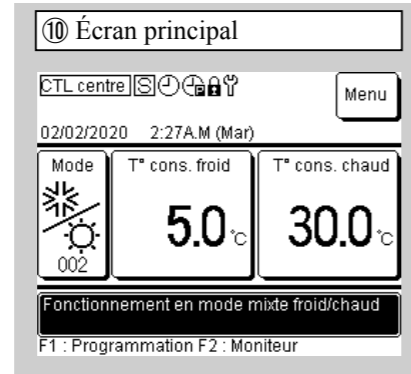 ⑩ Écran principal
CTL centre S
Menu
02/02/2020 2:27A.M (Mar)
Mode
002
T° cons. froid
5.0 °C
T° cons. chaud
30.0 °C
Fonctionnement en mode mixte froid/chaud
F1 : Programmation F2 : Moniteur